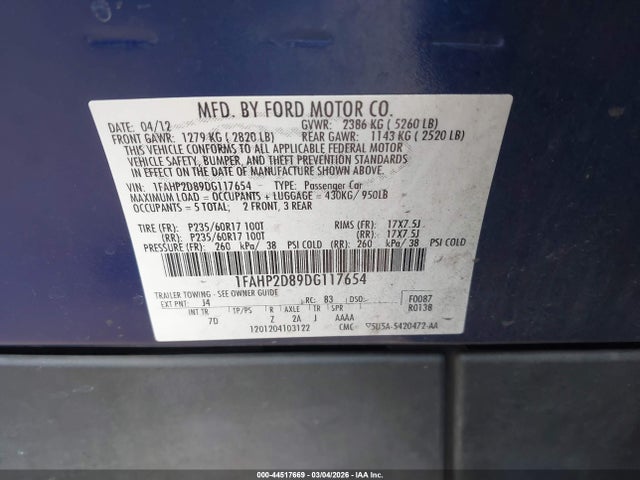 MFD. BY FORD MOTOR CO.
DATE: 04/12 GVWR: 2386 KG ( 5260 LB)
FRONT GAWR: 1279 KG ( 2820 LB) REAR GAWR: 1143 KG ( 2520 LB)
THIS VEHICLE CONFORMS TO ALL APPLICABLE FEDERAL MOTOR
VEHICLE SAFETY, BUMPER, AND THEFT PREVENTION STANDARDS
IN EFFECT ON THE DATE OF MANUFACTURE SHOWN ABOVE.
VIN: 1FAHP2D89DG117654 TYPE: Passenger Car
MAXIMUM LOAD = OCCUPANTS + LUGGAGE = 430KG/ 950LB
OCCUPANTS = 5 TOTAL; 2 FRONT, 3 REAR
TIRE (FR): P235/60R17 100T RIMS (FR): 17X7.5J
(RR): P235/60R17 100T (RR): 17X7.5J
PRESSURE (FR): 260 kPa/ 38 PSI COLD (RR): 260 kPa/ 38 PSI COLD
1FAHP2D89DG117654
TRAILER TOWING - SEE OWNER GUIDE
EXT PNT: J4 RC: 83 DSO: F0087
INT TR TP/PS R AXLE TR SPR R0138
7D Z 2A J AAAA
1201204103122 CMC 5U5A-5420472-AA
000-44517669 - 03/04/2026 - IAAI, Inc.